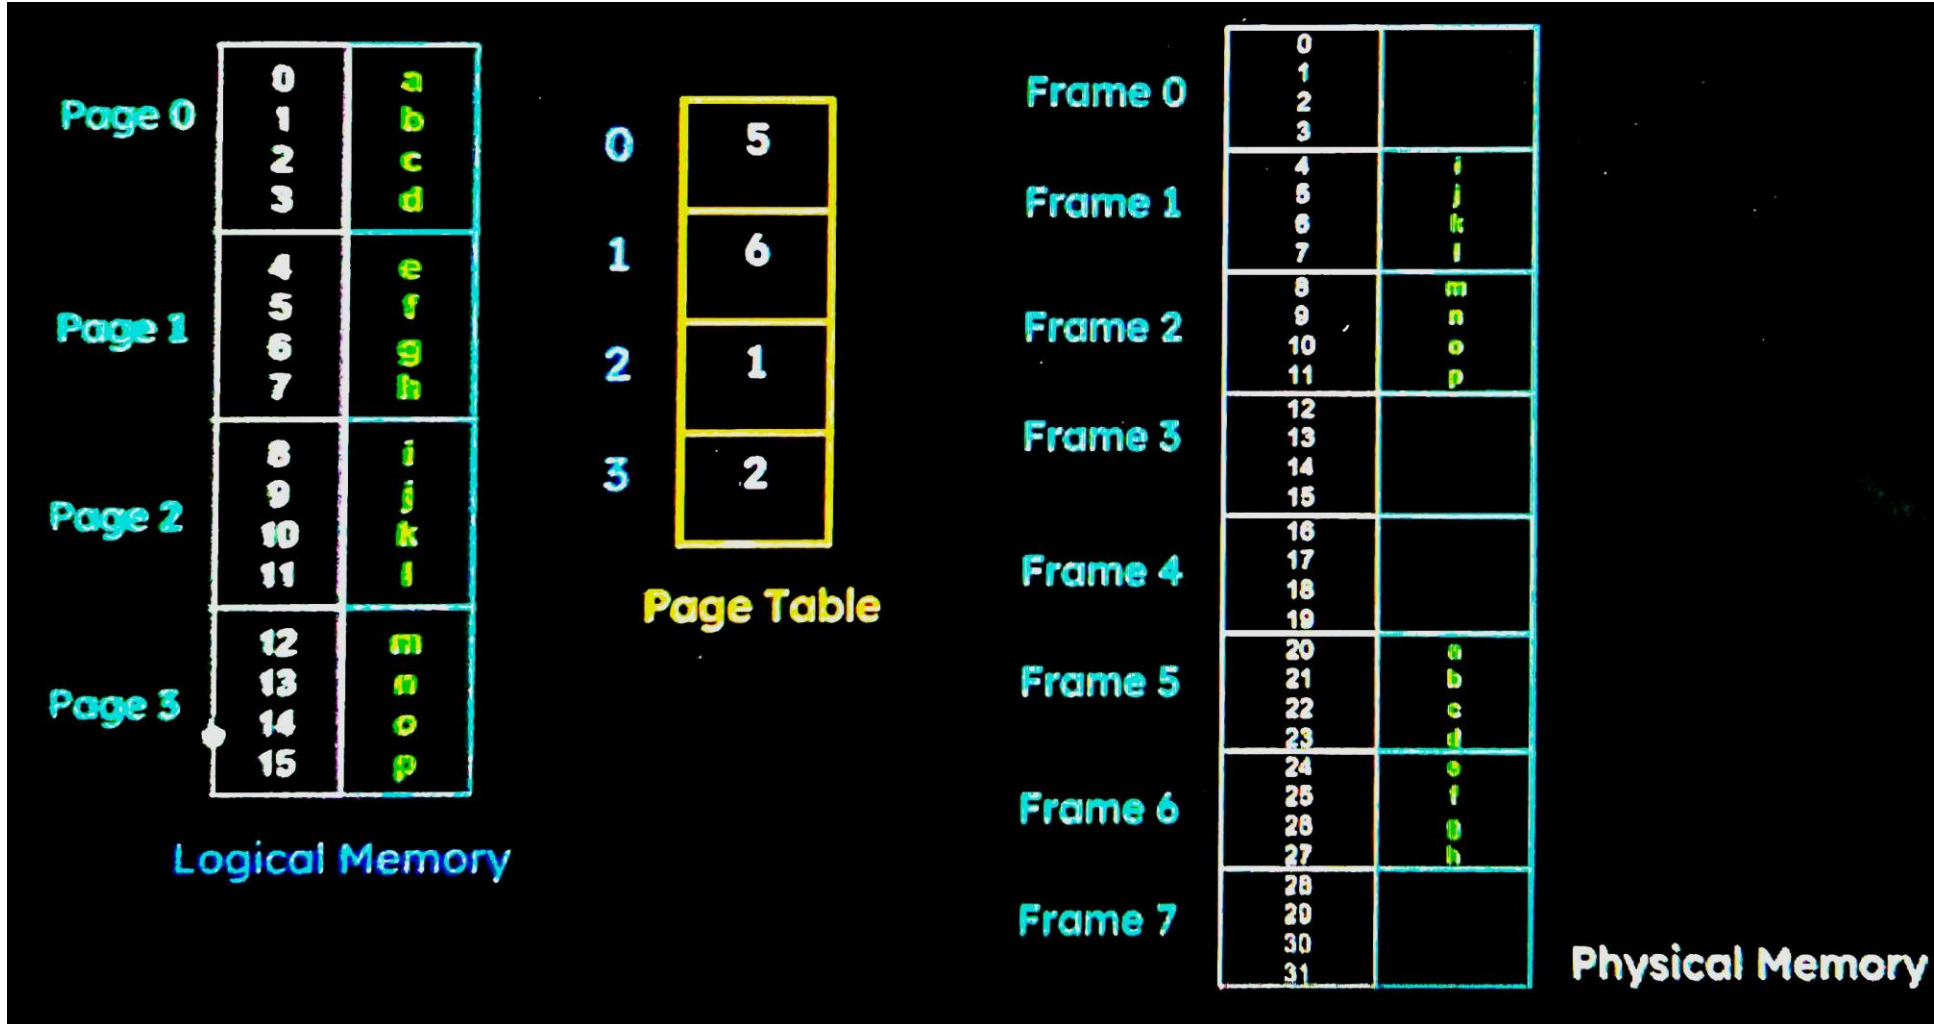 Page 0
0 a
1 b
2 c
3 d
Page 1
4 e
5 f
6 g
7 h
Page 2
8 i
9 j
10 k
11 l
Page 3
12 m
13 n
14 o
15 p
Logical Memory
0 5
1 6
2 1
3 2
Page Table
Frame 0
0
1
2
3
Frame 1
4 i
5 j
6 k
7 l
Frame 2
8 m
9 n
10 o
11 p
Frame 3
12
13
14
15
Frame 4
16
17
18
19
Frame 5
20 a
21 b
22 c
23 d
Frame 6
24 e
25 f
26 g
27 h
Frame 7
28
20
30
31
Physical Memory